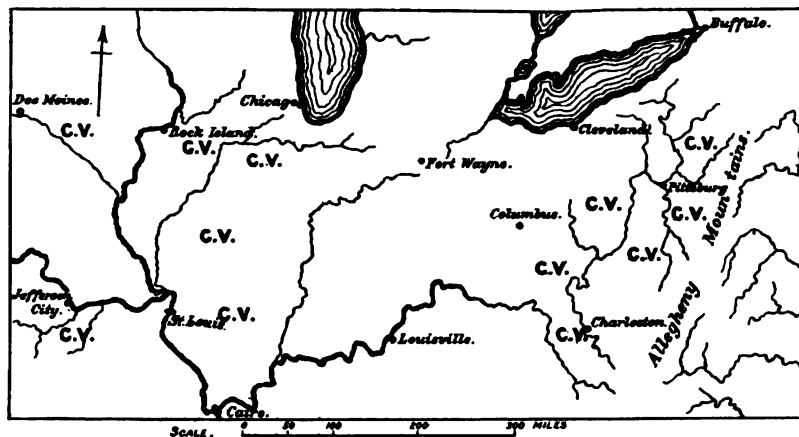 Buffalo.
Des Moines.
Chicago
C.V.
Rock Island.
Cleveland.
C.V.
C.V.
C.V.
Fort Wayne.
Pittsburg
Mountains.
C.V.
C.V.
Columbus.
C.V.
C.V.
C.V.
Jefferson
City.
Allegheny
St. Louis
C.V.
C.V.
C.V.
Charleston
Louisville.
Cairo.
SCALE. 0 50 100 200 300 MILES